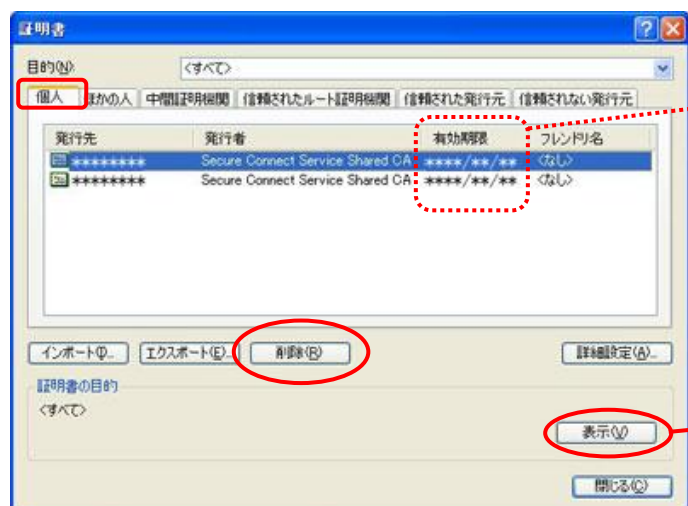 証明書
目的(N): <すべて>
個人 ほかの人 中間証明機関 信頼されたルート証明機関 信頼された発行元 信頼されない発行元
発行先 発行者 有効期限 フレンドリ名
******** Secure Connect Service Shared CA ****/**/** <なし>
******** Secure Connect Service Shared CA ****/**/** <なし>
インポート(I)... エクスポート(E)... 削除(R) 詳細設定(A)...
証明書の目的
<すべて>
表示(V)
閉じる(C)